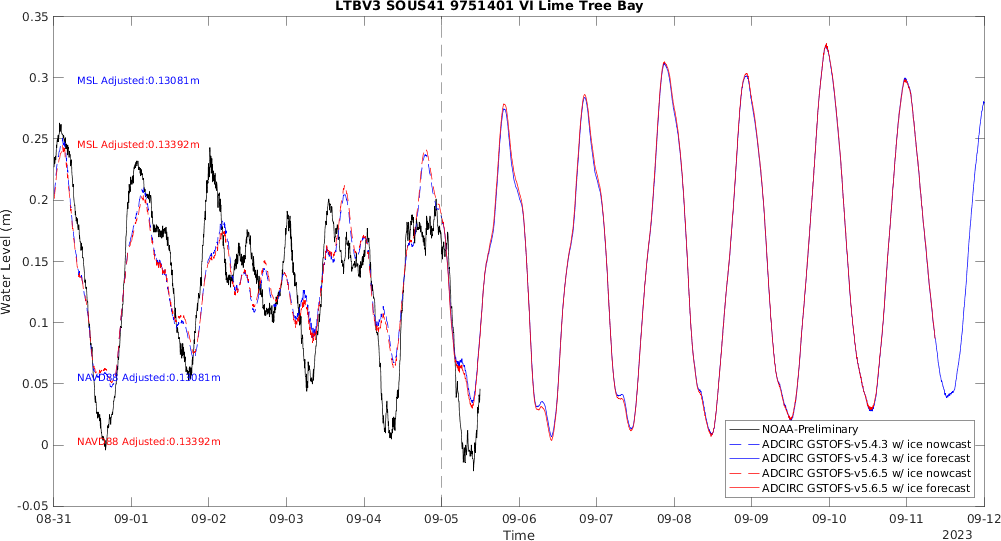 LTBV3 SOUS41 9751401 VI Lime Tree Bay
0.35
0.3
0.25
0.2
0.15
0.1
0.05
0
-0.05
Water Level (m)
MSL Adjusted:0.13081m
MSL Adjusted:0.13392m
NAVD88 Adjusted:0.13081m
NAVD88 Adjusted:0.13392m
NOAA-Preliminary
ADCIRC GSTOFS-v5.4.3 w/ ice nowcast
ADCIRC GSTOFS-v5.4.3 w/ ice forecast
ADCIRC GSTOFS-v5.6.5 w/ ice nowcast
ADCIRC GSTOFS-v5.6.5 w/ ice forecast
08-31 09-01 09-02 09-03 09-04 09-05 09-06 09-07 09-08 09-09 09-10 09-11 09-12
Time
2023